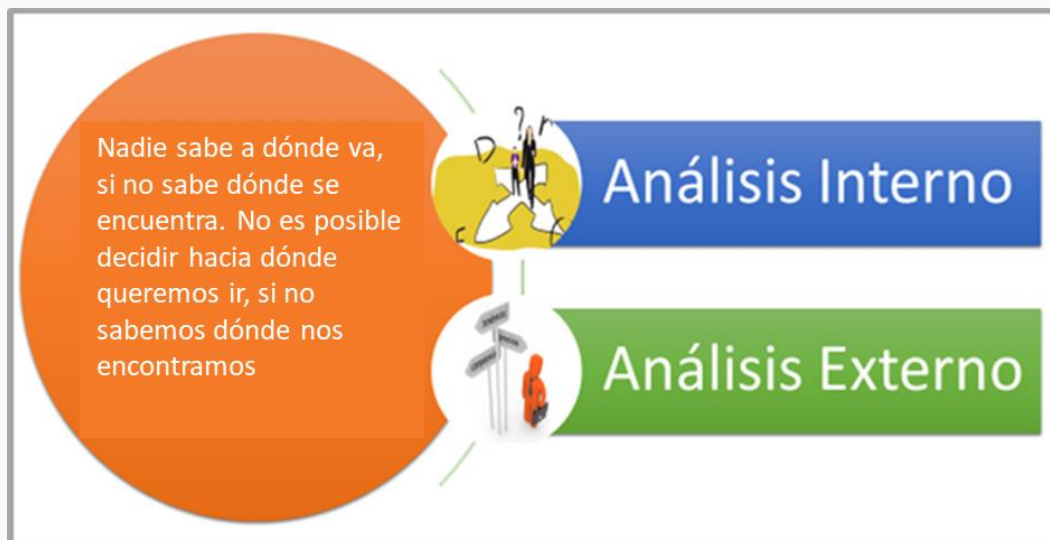 Nadie sabe a dónde va,
si no sabe dónde se
encuentra. No es posible
decidir hacia dónde
queremos ir, si no
sabemos dónde nos
encontramos
D
?
F
Análisis Interno
Análisis Externo